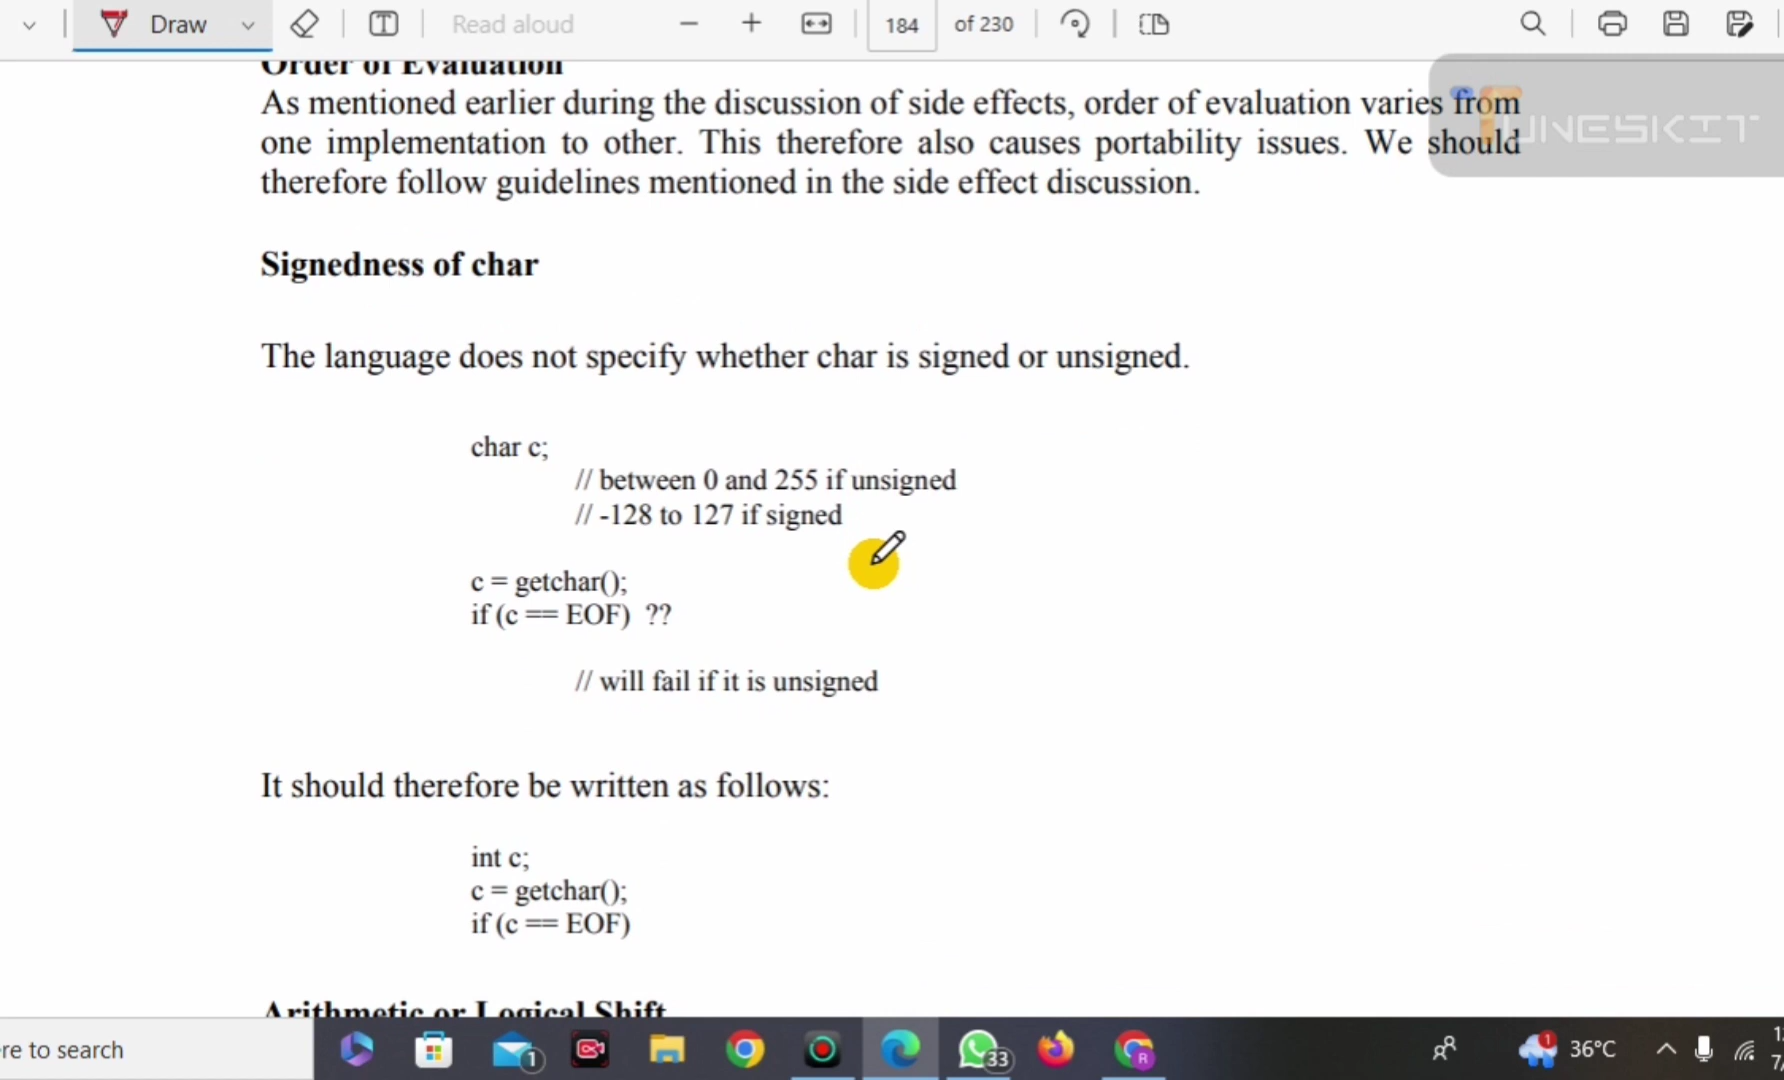 Draw
Read aloud
184 of 230
Order of Evaluation
As mentioned earlier during the discussion of side effects, order of evaluation varies from
one implementation to other. This therefore also causes portability issues. We should
therefore follow guidelines mentioned in the side effect discussion.
TUNESKIT
Signedness of char
The language does not specify whether char is signed or unsigned.
char c;
// between 0 and 255 if unsigned
// -128 to 127 if signed
c = getchar();
if (c == EOF) ??
// will fail if it is unsigned
It should therefore be written as follows:
int c;
c = getchar();
if (c == EOF)
Arithmetic or Logical Shift
re to search
1
33
R
1
36°C